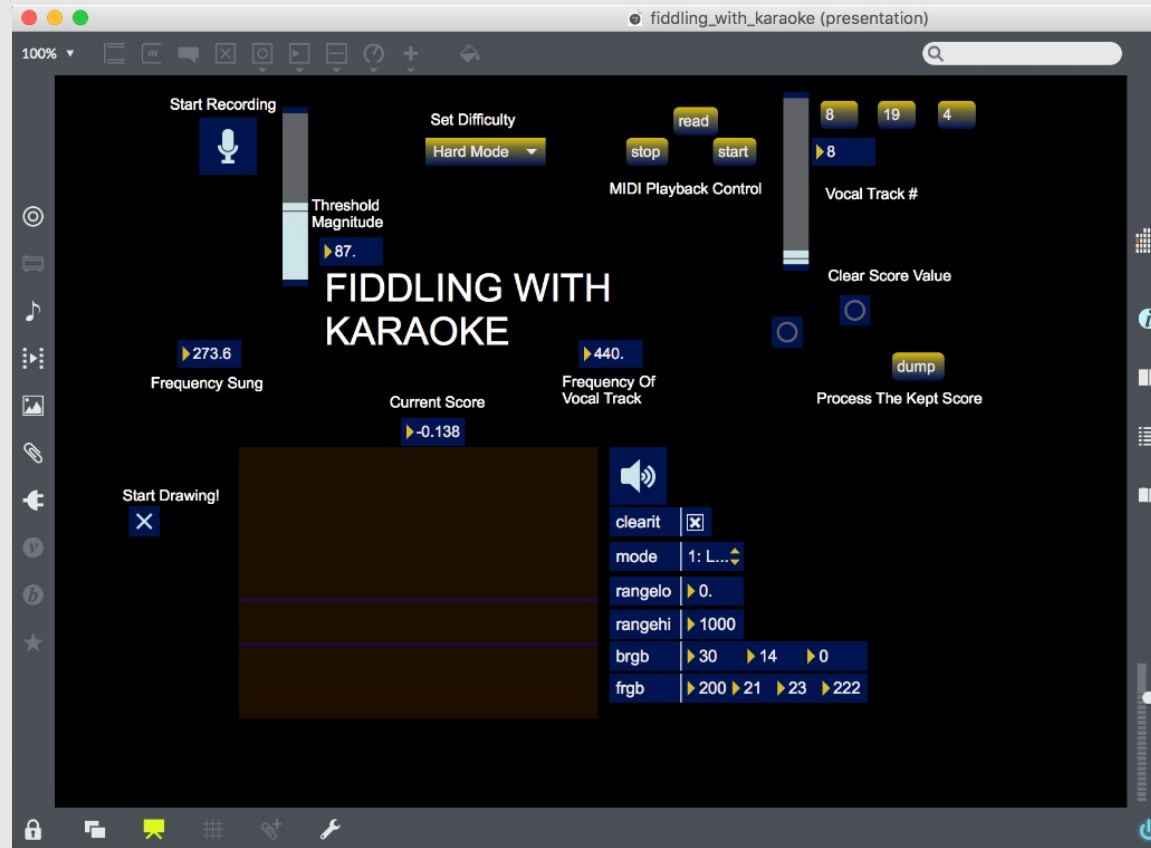 fiddling_with_karaoke (presentation)
100%
Start Recording
Set Difficulty
Hard Mode
read
stop
start
MIDI Playback Control
8
19
4
8
Vocal Track #
Threshold
Magnitude
87.
FIDDLING WITH
KARAOKE
Clear Score Value
273.6
Frequency Sung
440.
Frequency Of
Vocal Track
dump
Process The Kept Score
Current Score
-0.138
Start Drawing!
clearit
mode 1: L...
rangelo 0.
rangehi 1000
brgb 30 14 0
frgb 200 21 23 222